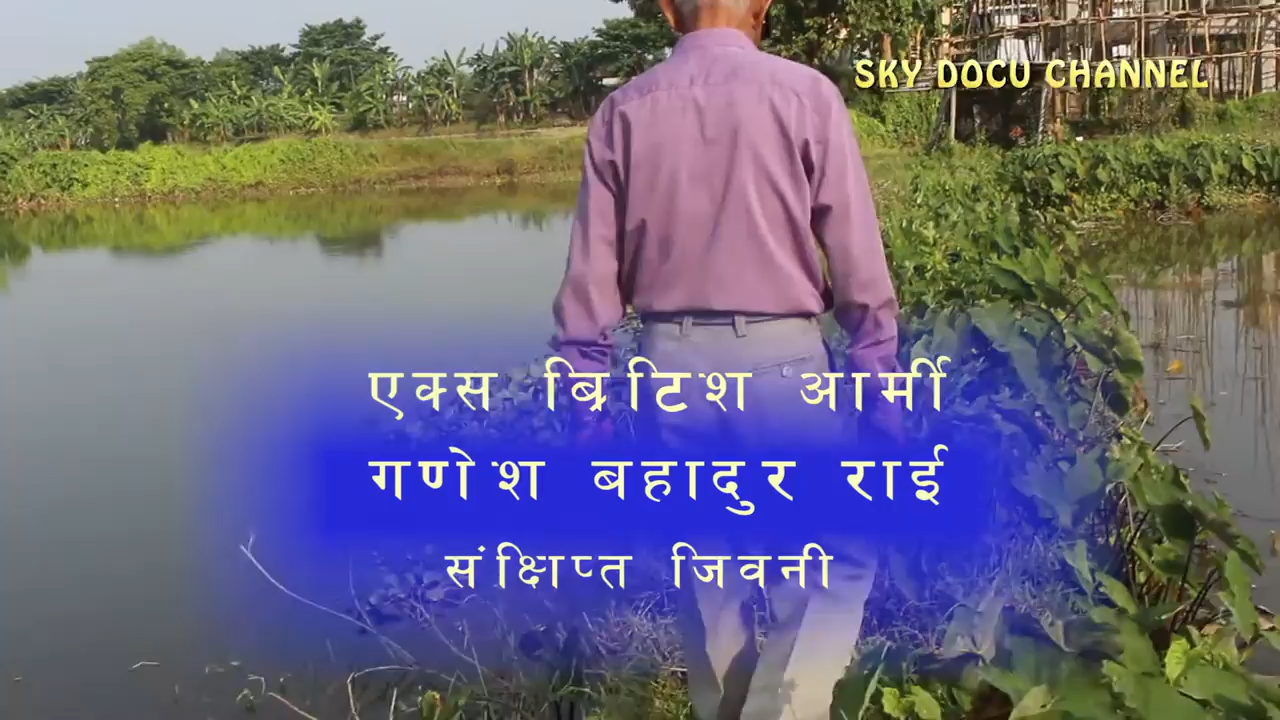 SKY DOCU CHANNEL
एक्स ब्रिटिश आर्मी
गणेश बहादुर राई
संक्षिप्त जिवनी